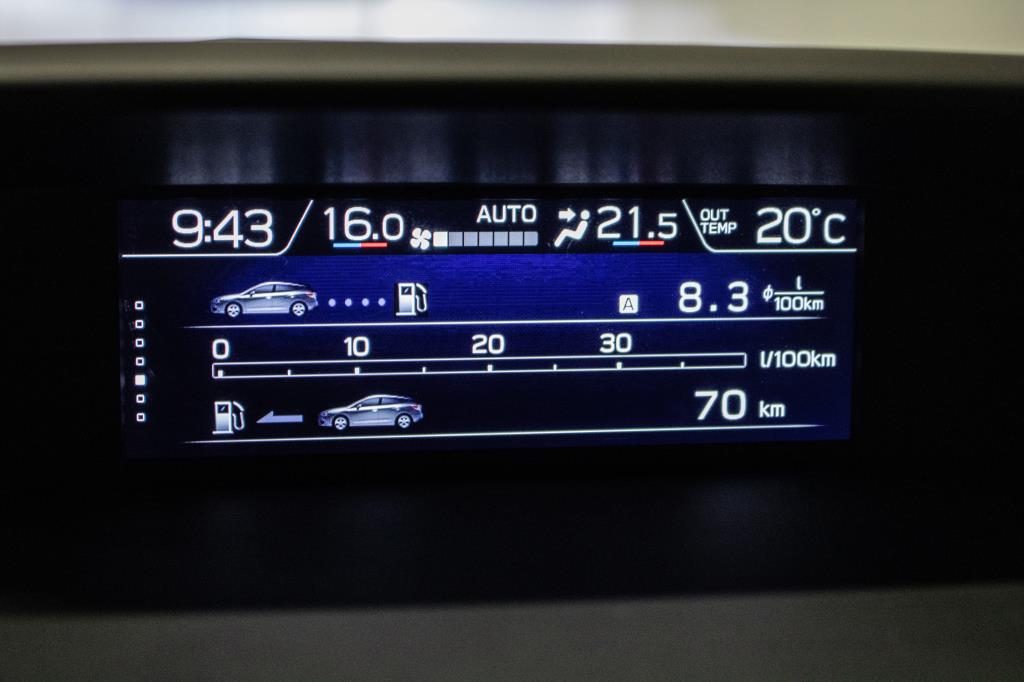 9:43 16.0 AUTO 21.5 OUT TEMP 20°C
A 8.3 ϕ l/100km
0 10 20 30 l/100km
70 km